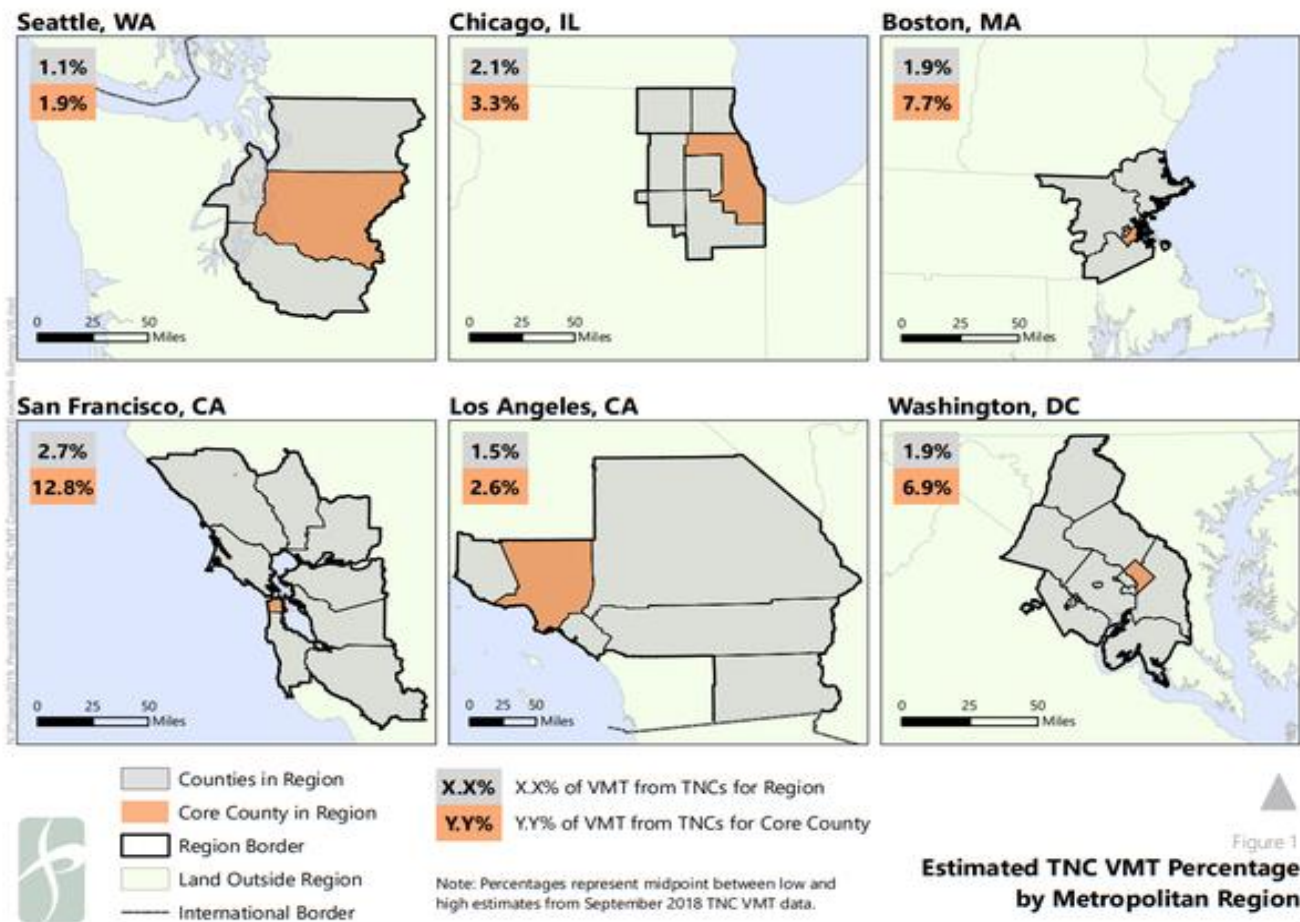 Seattle, WA
1.1%
1.9%
0 25 50
Miles
Chicago, IL
2.1%
3.3%
0 25 50
Miles
Boston, MA
1.9%
7.7%
0 25 50
Miles
San Francisco, CA
2.7%
12.8%
0 25 50
Miles
Los Angeles, CA
1.5%
2.6%
0 25 50
Miles
Washington, DC
1.9%
6.9%
0 25 50
Miles
Counties in Region
Core County in Region
Region Border
Land Outside Region
International Border
X.X% X.X% of VMT from TNCs for Region
Y.Y% Y.Y% of VMT from TNCs for Core County
Note: Percentages represent midpoint between low and
high estimates from September 2018 TNC VMT data.
Figure 1
Estimated TNC VMT Percentage
by Metropolitan Region